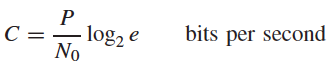 C = P/N₀ log₂ e bits per second